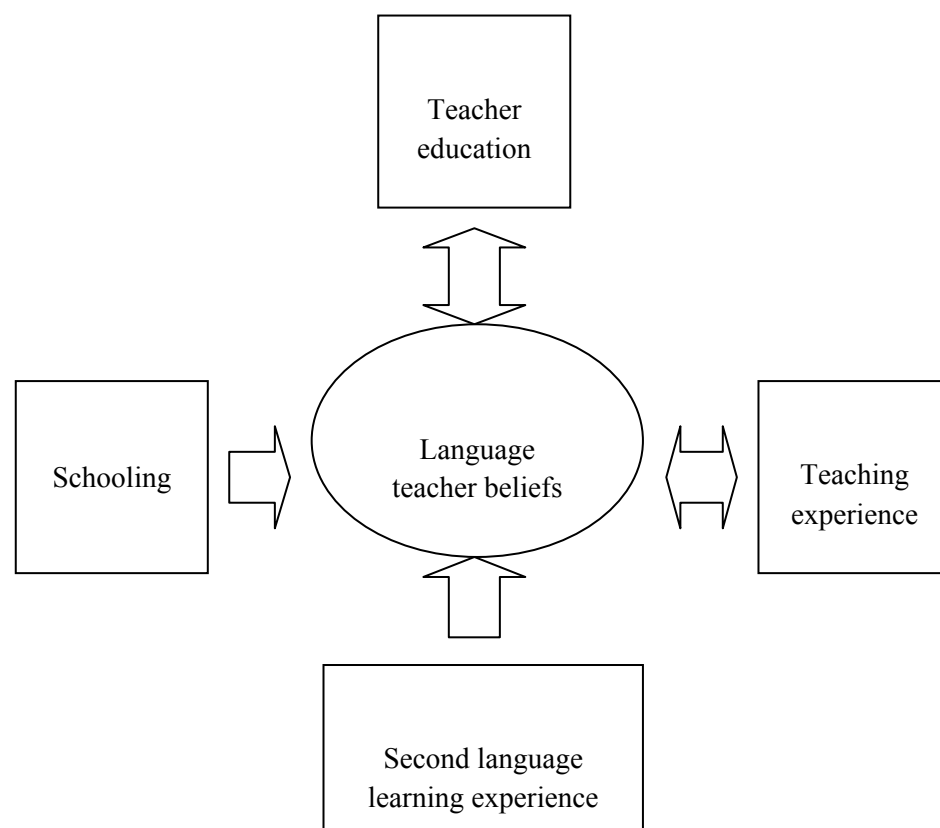 Teacher
education
Schooling
Language
teacher beliefs
Teaching
experience
Second language
learning experience